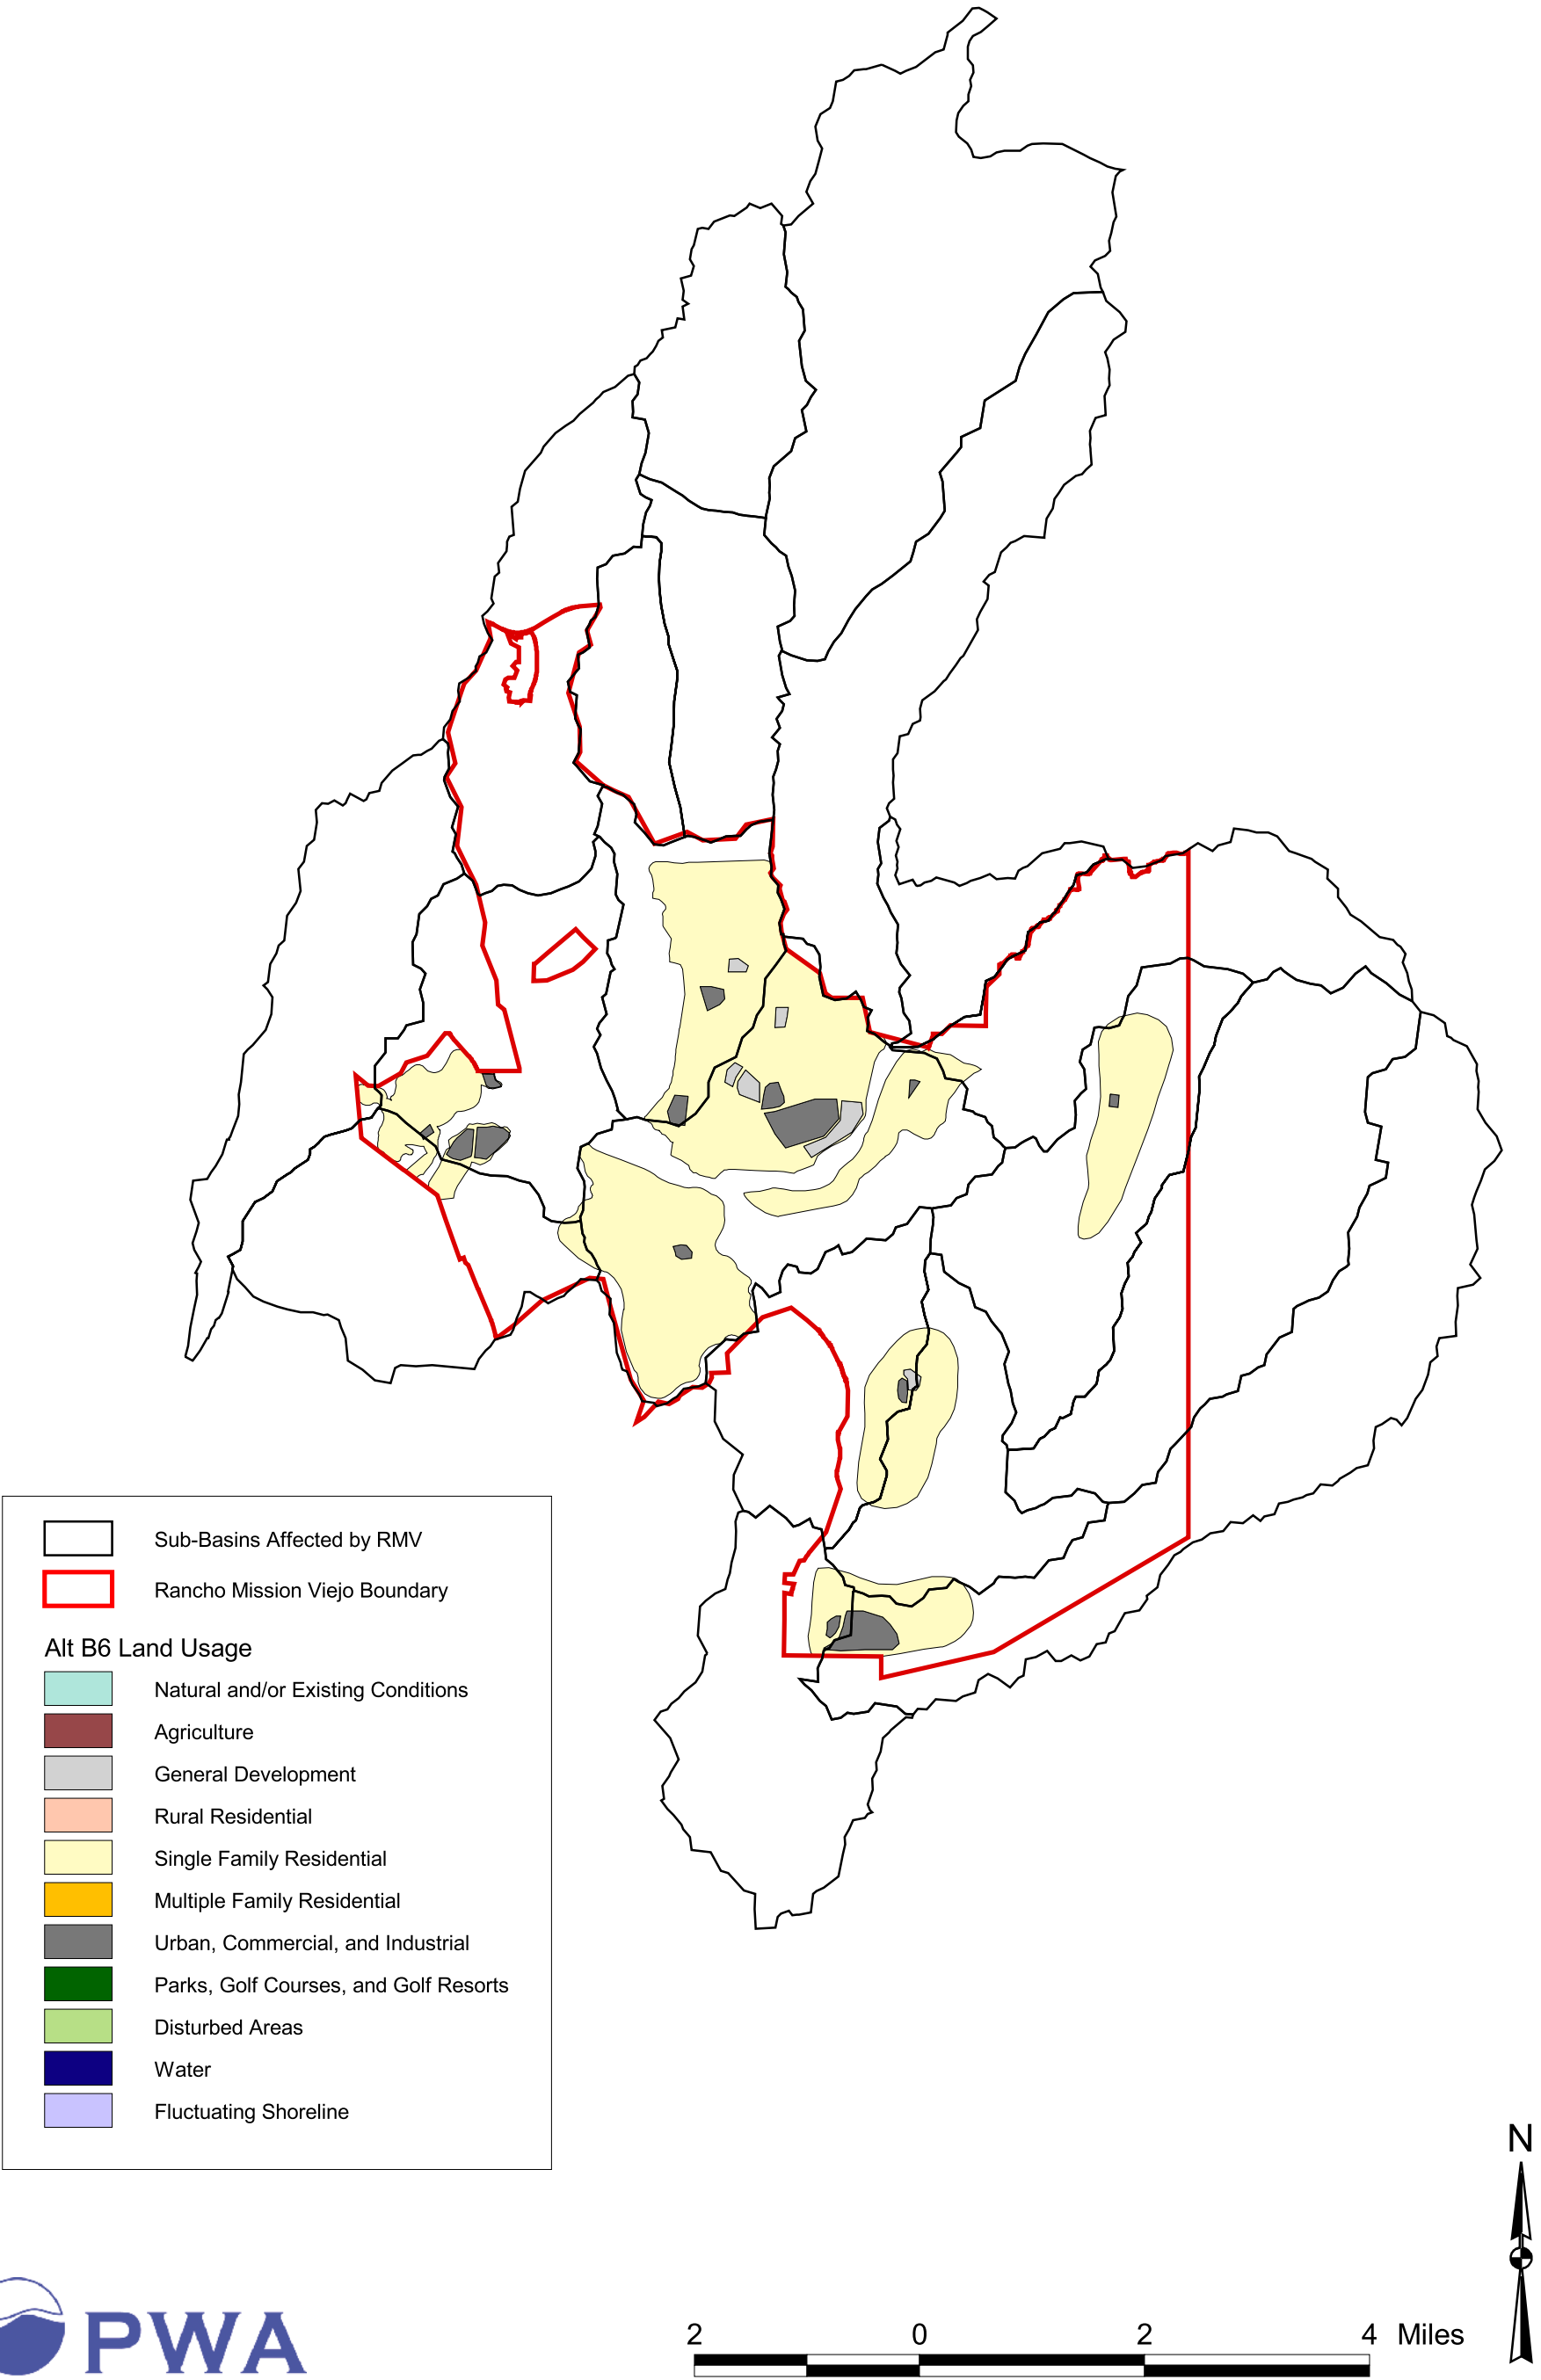 Sub-Basins Affected by RMV
Rancho Mission Viejo Boundary
Alt B6 Land Usage
Natural and/or Existing Conditions
Agriculture
General Development
Rural Residential
Single Family Residential
Multiple Family Residential
Urban, Commercial, and Industrial
Parks, Golf Courses, and Golf Resorts
Disturbed Areas
Water
Fluctuating Shoreline
N
PWA
2 0 2 4 Miles